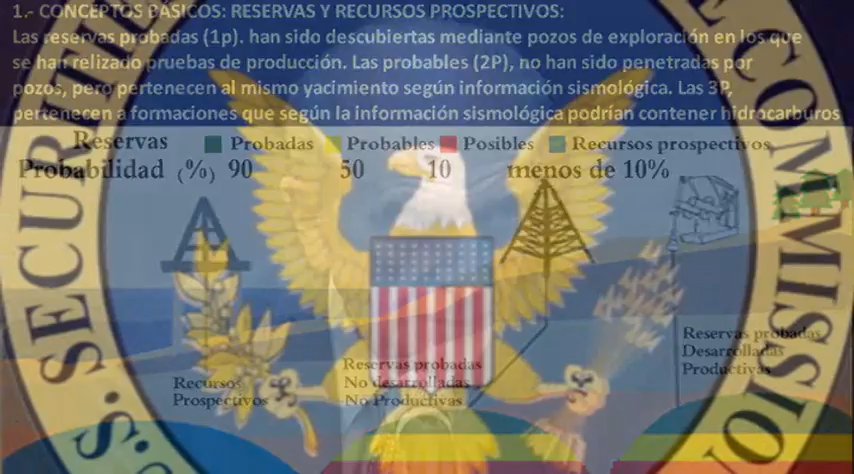 1.- CONCEPTOS BÁSICOS: RESERVAS Y RECURSOS PROSPECTIVOS:
Las reservas probadas (1p). han sido descubiertas mediante pozos de exploración en los que
se han relizado pruebas de producción. Las probables (2P), no han sido penetradas por
pozos, pero pertenecen al mismo yacimiento según información sismológica. Las 3P,
pertenecen a formaciones que según la información sismológica podrían contener hidrocarburos
Reservas Probadas Probables Posibles Recursos prospectivos
Probabilidad (%) 90 50 10 menos de 10%
Reservas probadas
Desarrolladas
Productivas
Reservas probadas
No desarrolladas
No Productivas
Recursos
Prospectivos
S. SECURITI
COMMISSION